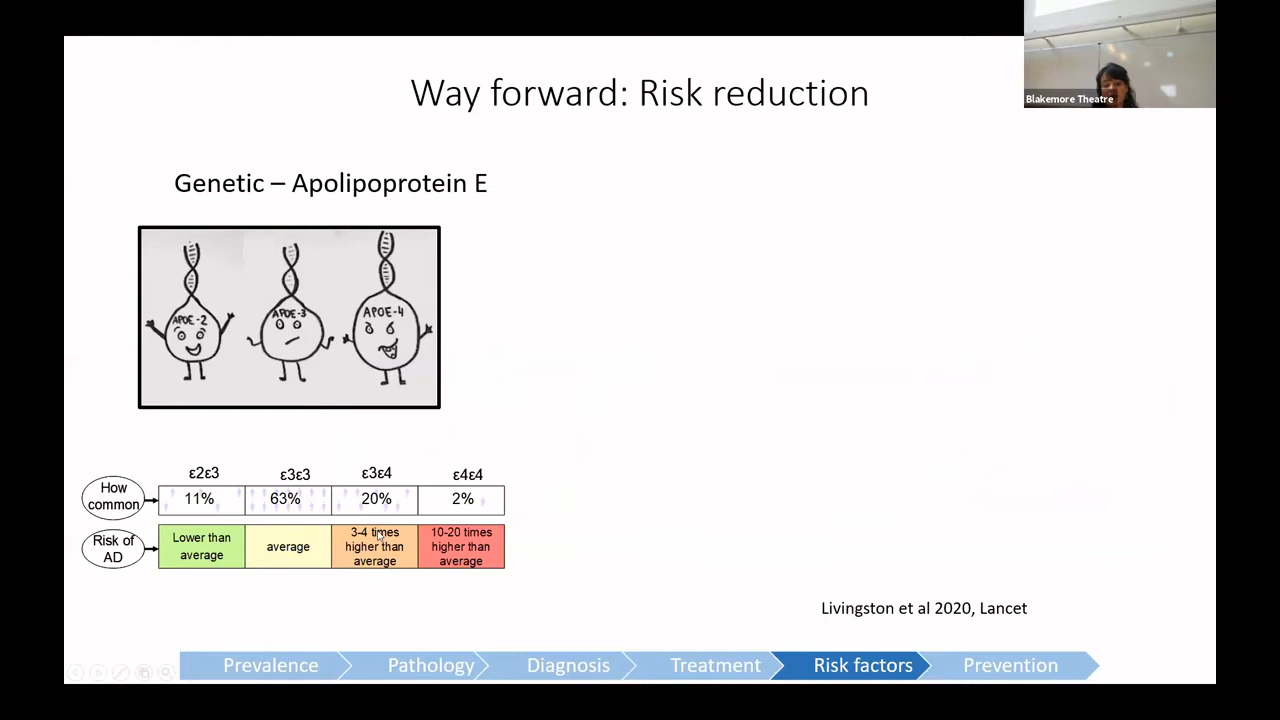 Way forward: Risk reduction
Blakemore Theatre
Genetic – Apolipoprotein E
APOE-2
APOE-3
APOE-4
ε2ε3 ε3ε3 ε3ε4 ε4ε4
How common
11% 63% 20% 2%
Risk of AD
Lower than average
average
3-4 times higher than average
10-20 times higher than average
Livingston et al 2020, Lancet
Prevalence Pathology Diagnosis Treatment Risk factors Prevention